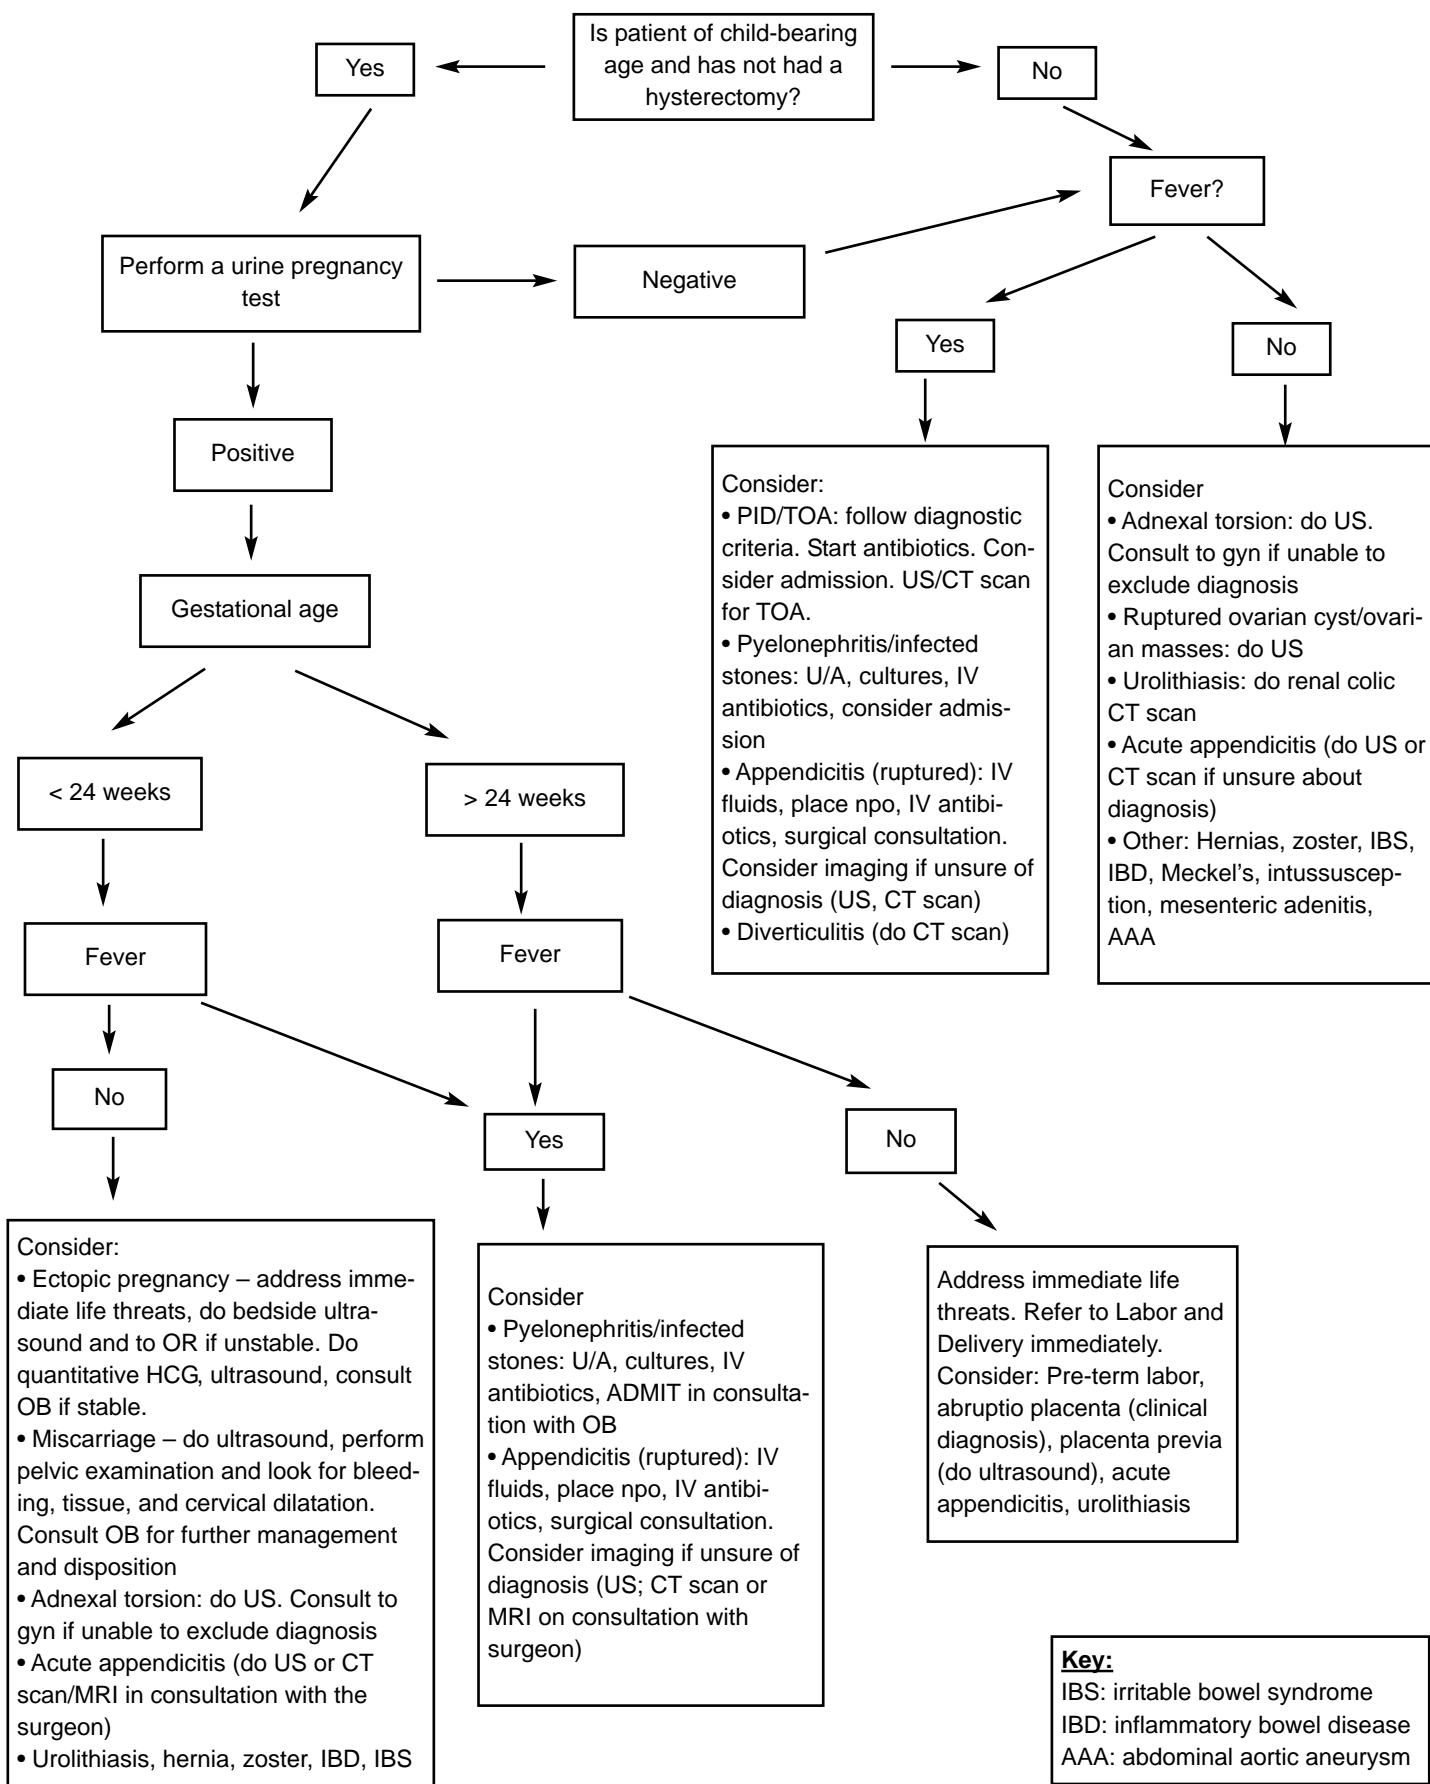 Is patient of child-bearing
age and has not had a
hysterectomy?
Yes
No
Fever?
Perform a urine pregnancy
test
Negative
Yes
No
Positive
Consider:
• PID/TOA: follow diagnostic
criteria. Start antibiotics. Con-
sider admission. US/CT scan
for TOA.
• Pyelonephritis/infected
stones: U/A, cultures, IV
antibiotics, consider admis-
sion
• Appendicitis (ruptured): IV
fluids, place npo, IV antibi-
otics, surgical consultation.
Consider imaging if unsure of
diagnosis (US, CT scan)
• Diverticulitis (do CT scan)
Consider
• Adnexal torsion: do US.
Consult to gyn if unable to
exclude diagnosis
• Ruptured ovarian cyst/ovari-
an masses: do US
• Urolithiasis: do renal colic
CT scan
• Acute appendicitis (do US or
CT scan if unsure about
diagnosis)
• Other: Hernias, zoster, IBS,
IBD, Meckel's, intussuscep-
tion, mesenteric adenitis,
AAA
Gestational age
< 24 weeks
> 24 weeks
Fever
Fever
No
Yes
No
Consider:
• Ectopic pregnancy – address imme-
diate life threats, do bedside ultra-
sound and to OR if unstable. Do
quantitative HCG, ultrasound, consult
OB if stable.
• Miscarriage – do ultrasound, perform
pelvic examination and look for bleed-
ing, tissue, and cervical dilatation.
Consult OB for further management
and disposition
• Adnexal torsion: do US. Consult to
gyn if unable to exclude diagnosis
• Acute appendicitis (do US or CT
scan/MRI in consultation with the
surgeon)
• Urolithiasis, hernia, zoster, IBD, IBS
Consider
• Pyelonephritis/infected
stones: U/A, cultures, IV
antibiotics, ADMIT in consulta-
tion with OB
• Appendicitis (ruptured): IV
fluids, place npo, IV antibi-
otics, surgical consultation.
Consider imaging if unsure of
diagnosis (US; CT scan or
MRI on consultation with
surgeon)
Address immediate life
threats. Refer to Labor and
Delivery immediately.
Consider: Pre-term labor,
abruptio placenta (clinical
diagnosis), placenta previa
(do ultrasound), acute
appendicitis, urolithiasis
Key:
IBS: irritable bowel syndrome
IBD: inflammatory bowel disease
AAA: abdominal aortic aneurysm